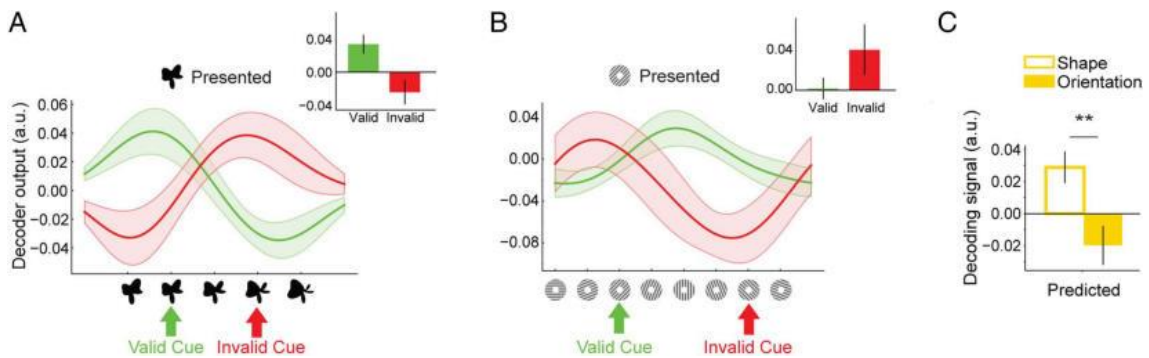 A
Presented
Decoder output (a.u.)
0.06
0.04
0.02
0.00
−0.02
−0.04
0.04
0.00
−0.04
Valid Invalid
Valid Cue
Invalid Cue
B
Presented
0.04
0.00
−0.04
−0.08
0.04
0.00
Valid Invalid
Valid Cue
Invalid Cue
C
Shape
Orientation
**
Decoding signal (a.u.)
0.04
0.02
0.00
−0.02
Predicted